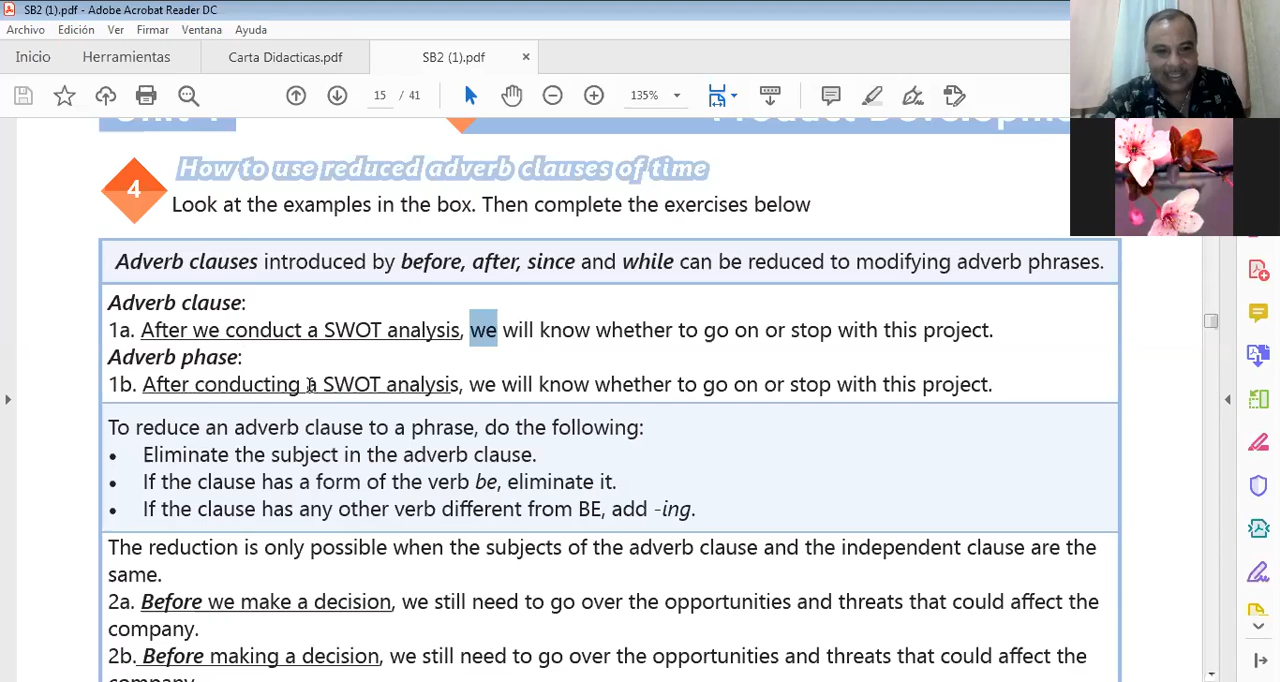 SB2 (1).pdf - Adobe Acrobat Reader DC
Archivo Edición Ver Firmar Ventana Ayuda
Inicio Herramientas Carta Didacticas.pdf SB2 (1).pdf ×
15 / 41 135%
4 How to use reduced adverb clauses of time
Look at the examples in the box. Then complete the exercises below
Adverb clauses introduced by before, after, since and while can be reduced to modifying adverb phrases.
Adverb clause:
1a. After we conduct a SWOT analysis, we will know whether to go on or stop with this project.
Adverb phase:
1b. After conducting a SWOT analysis, we will know whether to go on or stop with this project.
To reduce an adverb clause to a phrase, do the following:
• Eliminate the subject in the adverb clause.
• If the clause has a form of the verb be, eliminate it.
• If the clause has any other verb different from BE, add -ing.
The reduction is only possible when the subjects of the adverb clause and the independent clause are the
same.
2a. Before we make a decision, we still need to go over the opportunities and threats that could affect the
company.
2b. Before making a decision, we still need to go over the opportunities and threats that could affect the